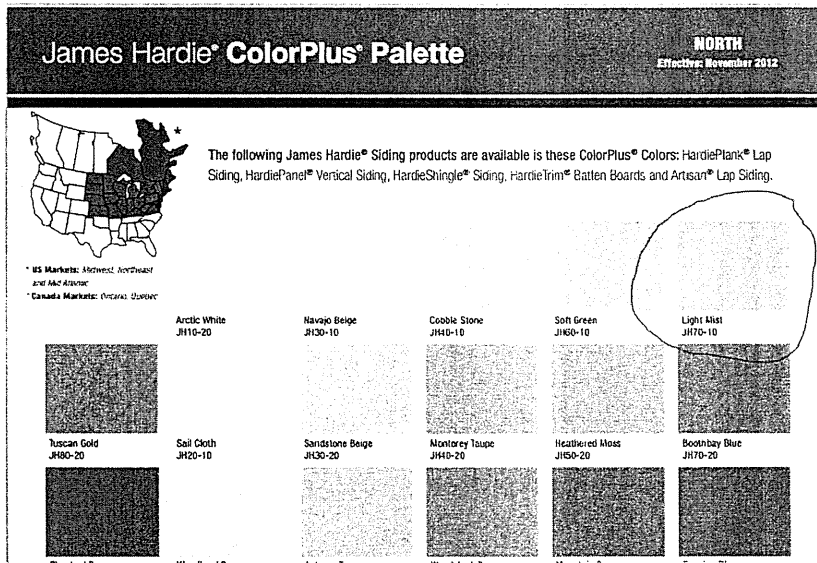 James Hardie® ColorPlus® Palette
NORTH
Effective: November 2012
*
The following James Hardie® Siding products are available is these ColorPlus® Colors: HardiePlank® Lap
Siding, HardiePanel® Vertical Siding, HardieShingle® Siding, HardieTrim® Batten Boards and Artisan® Lap Siding.
* US Markets: Midwest, Northeast
and Mid Atlantic
* Canada Markets: Ontario, Quebec
Arctic White Navajo Beige Cobble Stone Soft Green Light Mist
JH10-20 JH30-10 JH40-10 JH60-10 JH70-10
Tuscan Gold Sail Cloth Sandstone Beige Monterey Taupe Heathered Moss Boothbay Blue
JH80-20 JH20-10 JH30-20 JH40-20 JH50-20 JH70-20